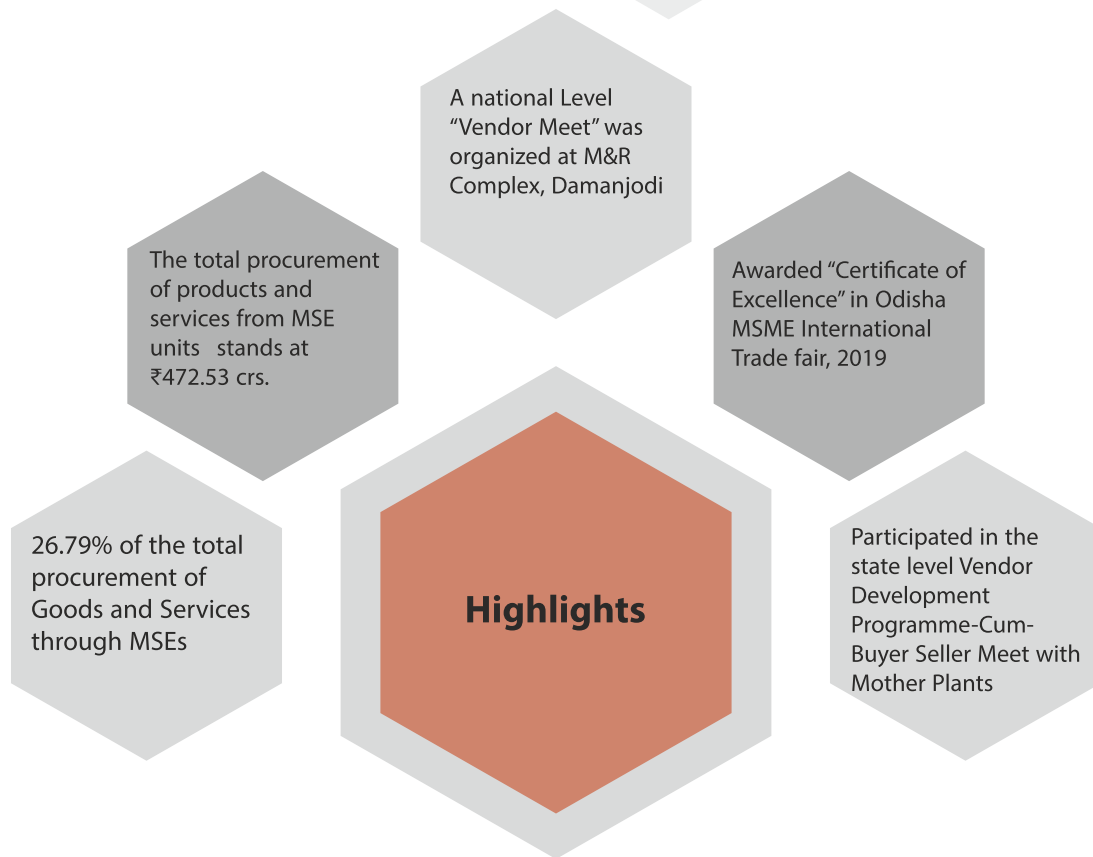 A national Level
“Vendor Meet” was
organized at M&R
Complex, Damanjodi
The total procurement
of products and
services from MSE
units stands at
₹472.53 crs.
Awarded “Certificate of
Excellence” in Odisha
MSME International
Trade fair, 2019
26.79% of the total
procurement of
Goods and Services
through MSEs
Highlights
Participated in the
state level Vendor
Development
Programme-Cum-
Buyer Seller Meet with
Mother Plants